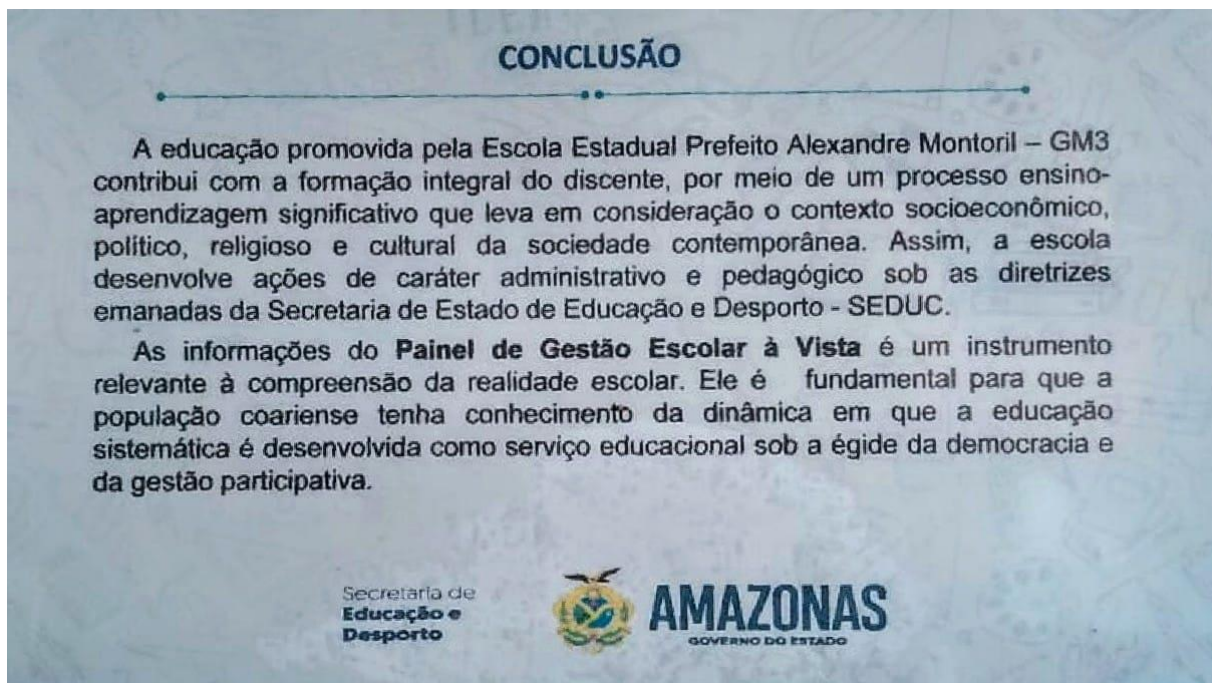 CONCLUSÃO
A educação promovida pela Escola Estadual Prefeito Alexandre Montoril – GM3
contribui com a formação integral do discente, por meio de um processo ensino-
aprendizagem significativo que leva em consideração o contexto socioeconômico,
político, religioso e cultural da sociedade contemporânea. Assim, a escola
desenvolve ações de caráter administrativo e pedagógico sob as diretrizes
emanadas da Secretaria de Estado de Educação e Desporto - SEDUC.
As informações do Painel de Gestão Escolar à Vista é um instrumento
relevante à compreensão da realidade escolar. Ele é fundamental para que a
população coariense tenha conhecimento da dinâmica em que a educação
sistemática é desenvolvida como serviço educacional sob a égide da democracia e
da gestão participativa.
Secretaria de
Educação e
Desporto
AMAZONAS
GOVERNO DO ESTADO